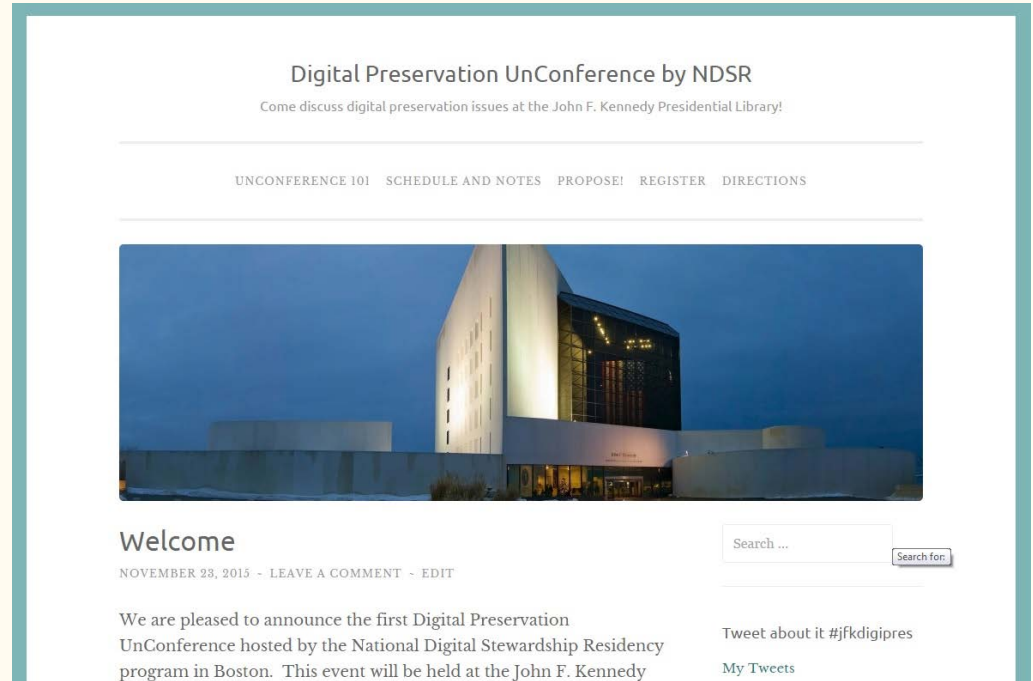 Digital Preservation UnConference by NDSR
Come discuss digital preservation issues at the John F. Kennedy Presidential Library!
UNCONFERENCE 101 SCHEDULE AND NOTES PROPOSE! REGISTER DIRECTIONS
Welcome
NOVEMBER 23, 2015 - LEAVE A COMMENT - EDIT
We are pleased to announce the first Digital Preservation
UnConference hosted by the National Digital Stewardship Residency
program in Boston. This event will be held at the John F. Kennedy
Search ...
Search for:
Tweet about it #jfkdigipres
My Tweets